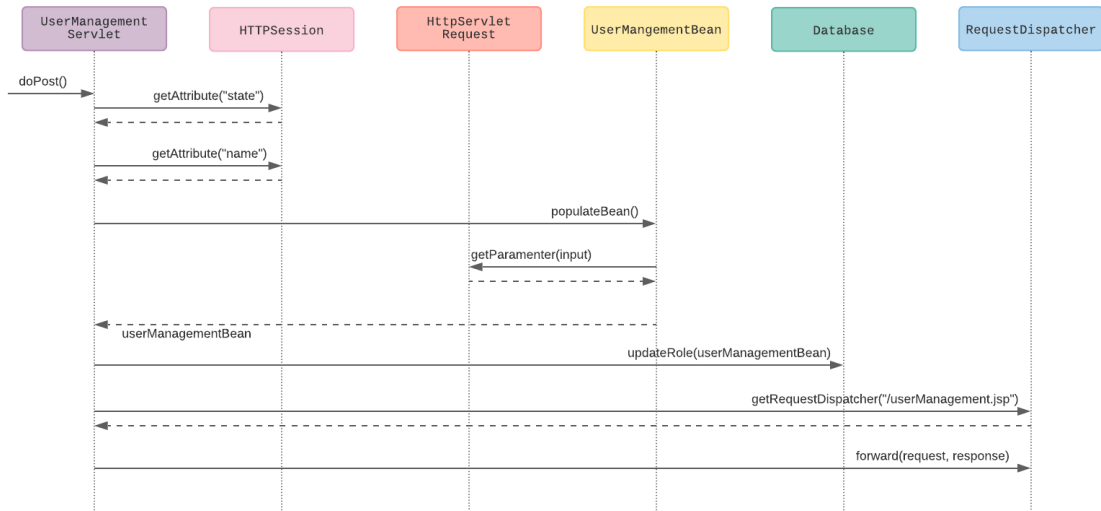 UserManagement
Servlet
HTTPSession
HttpServlet
Request
UserMangementBean
Database
RequestDispatcher
doPost()
getAttribute("state")
getAttribute("name")
populateBean()
getParamenter(input)
userManagementBean
updateRole(userManagementBean)
getRequestDispatcher("/userManagement.jsp")
forward(request, response)